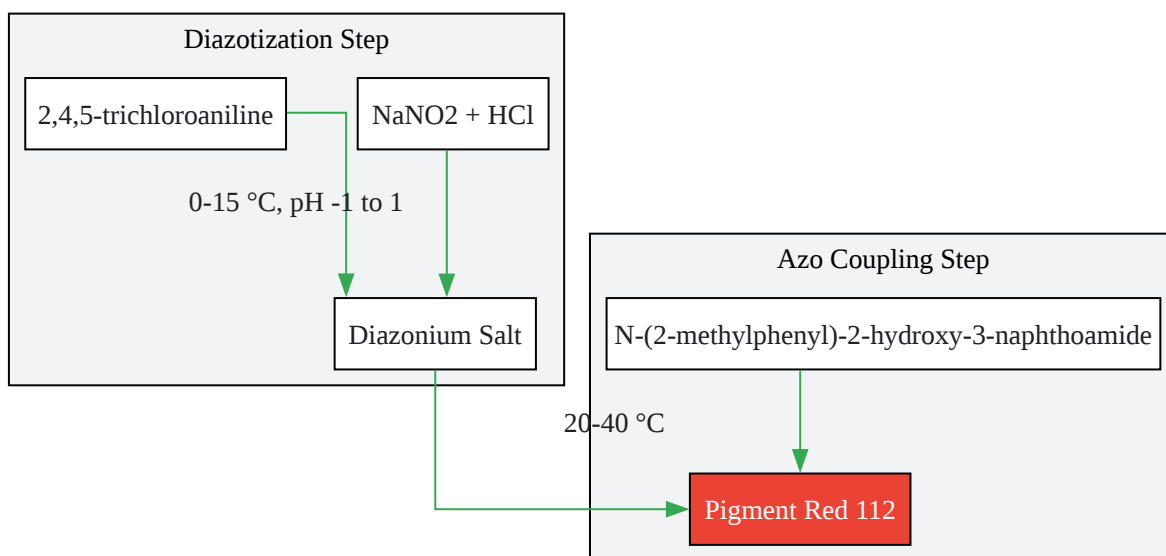 Diazotization Step
2,4,5-trichloroaniline
NaNO2 + HCl
0-15 °C, pH -1 to 1
Diazonium Salt
Azo Coupling Step
N-(2-methylphenyl)-2-hydroxy-3-naphthoamide
20-40 °C
Pigment Red 112